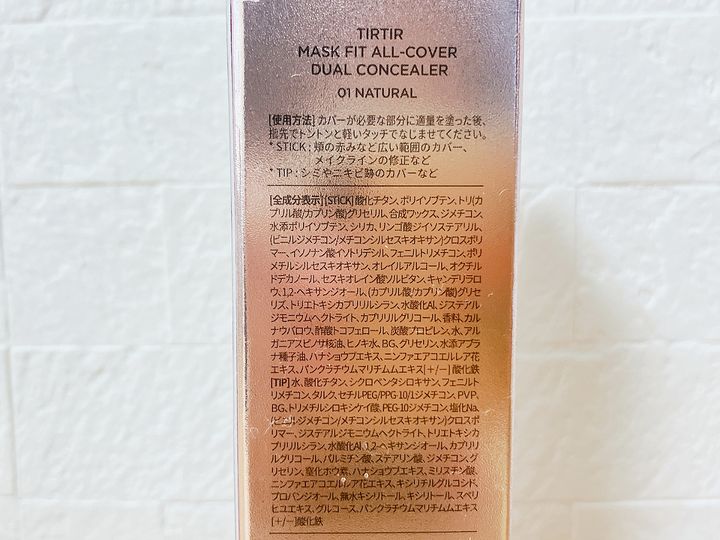 TIRTIR
MASK FIT ALL-COVER
DUAL CONCEALER
01 NATURAL
[使用方法] カバーが必要な部分に適量を塗った後、
指先でトントンと軽いタッチでなじませてください。
* STICK : 頬の赤みなど広い範囲のカバー、
メイクラインの修正など
* TIP : シミやニキビ跡のカバーなど
[全成分表示] [STICK] 酸化チタン、ポリイソブテン、トリ(カ
プリル酸/カプリン酸)グリセリル、合成ワックス、ジメチコン、
水添ポリイソブテン、シリカ、リンゴ酸ジイソステアリル、
(ビニルジメチコン/メチコンシルセスキオキサン)クロスポリ
マー、イソノナン酸イソトリデシル、フェニルトリメチコン、ポリ
メチルシルセスキオキサン、オレイルアルコール、オクチル
ドデカノール、セスキオレイン酸ソルビタン、キャンデリラロ
ウ、1,2-ヘキサンジオール、(カプリル酸/カプリン酸)グリセ
リズ、トリエトキシカプリリルシラン、水酸化Al、ジステアル
ジモニウムヘクトライト、カプリリルグリコール、香料、カル
ナウバロウ、酢酸トコフェロール、炭酸プロピレン、水、アル
ガニアスピノサ核油、ヒノキ水、BG、グリセリン、水添アブラ
ナ種子油、ハナショウブエキス、ニンファエアコエルレア花
エキス、パンクラチウムマリチムムエキス[+/−] 酸化鉄
[TIP] 水、酸化チタン、シクロペンタシロキサン、フェニルト
リメチコン、タルク、セチルPEG/PPG-10/1ジメチコン、PVP、
BG、トリメチルシロキシケイ酸、PEG-10ジメチコン、塩化Na、
(ビニルジメチコン/メチコンシルセスキオキサン)クロスポ
リマー、ジステアルジモニウムヘクトライト、トリエトキシカ
プリリルシラン、水酸化Al、1,2-ヘキサンジオール、カプリリ
ルグリコール、パルミチン酸、ステアリン酸、ジメチコン、グ
リセリン、窒化ホウ素、ハナショウブエキス、ミリスチン酸、
ニンファエアコエルレア花エキス、キシリチルグルコシド、
プロパンジオール、無水キシリトール、キシリトール、スベリ
ヒユエキス、グルコース、パンクラチウムマリチムムエキス
[+/−]酸化鉄